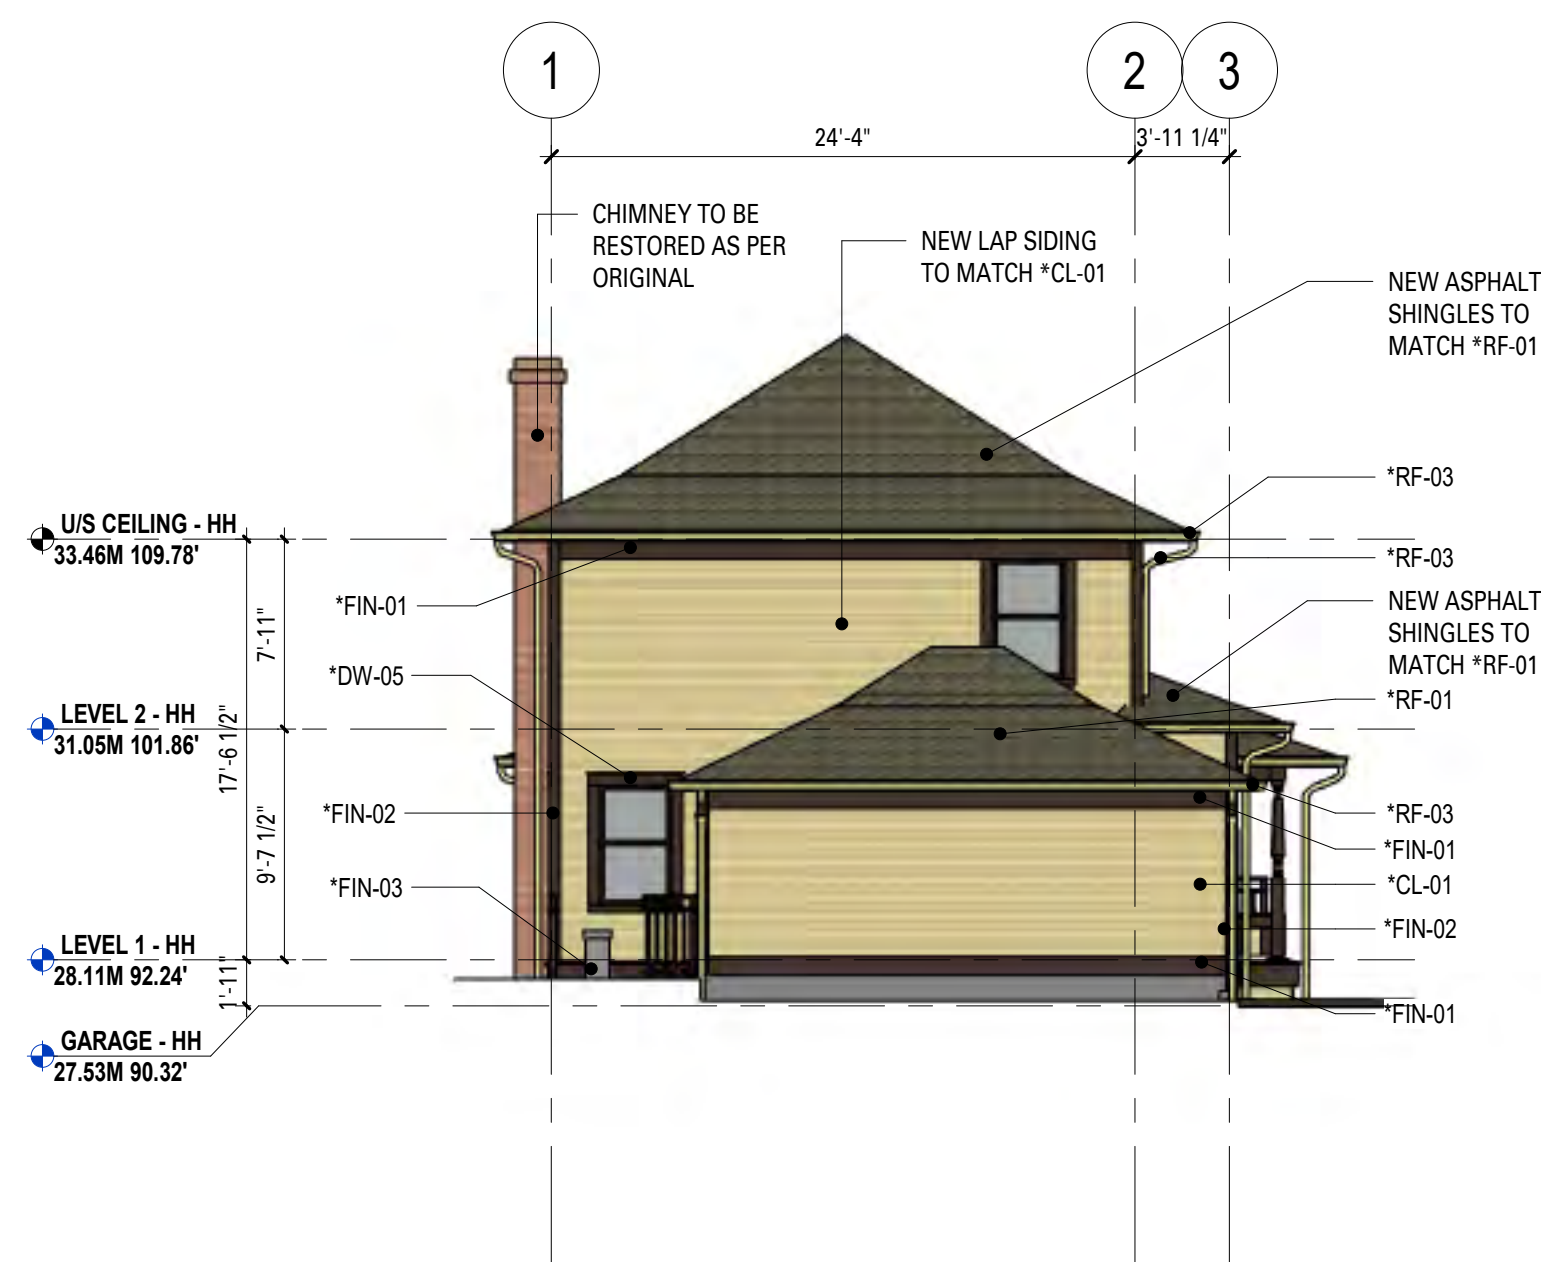 1
2
3
24'-4"
3'-11 1/4"
CHIMNEY TO BE
RESTORED AS PER
ORIGINAL
NEW LAP SIDING
TO MATCH *CL-01
NEW ASPHALT
SHINGLES TO
MATCH *RF-01
*RF-03
*RF-03
NEW ASPHALT
SHINGLES TO
MATCH *RF-01
*RF-01
*RF-03
*FIN-01
*CL-01
*FIN-02
*FIN-01
*FIN-01
*DW-05
*FIN-02
*FIN-03
U/S CEILING - HH
33.46M 109.78'
7'-11"
LEVEL 2 - HH
31.05M 101.86'
17'-6 1/2"
9'-7 1/2"
LEVEL 1 - HH
28.11M 92.24'
1'-11"
GARAGE - HH
27.53M 90.32'